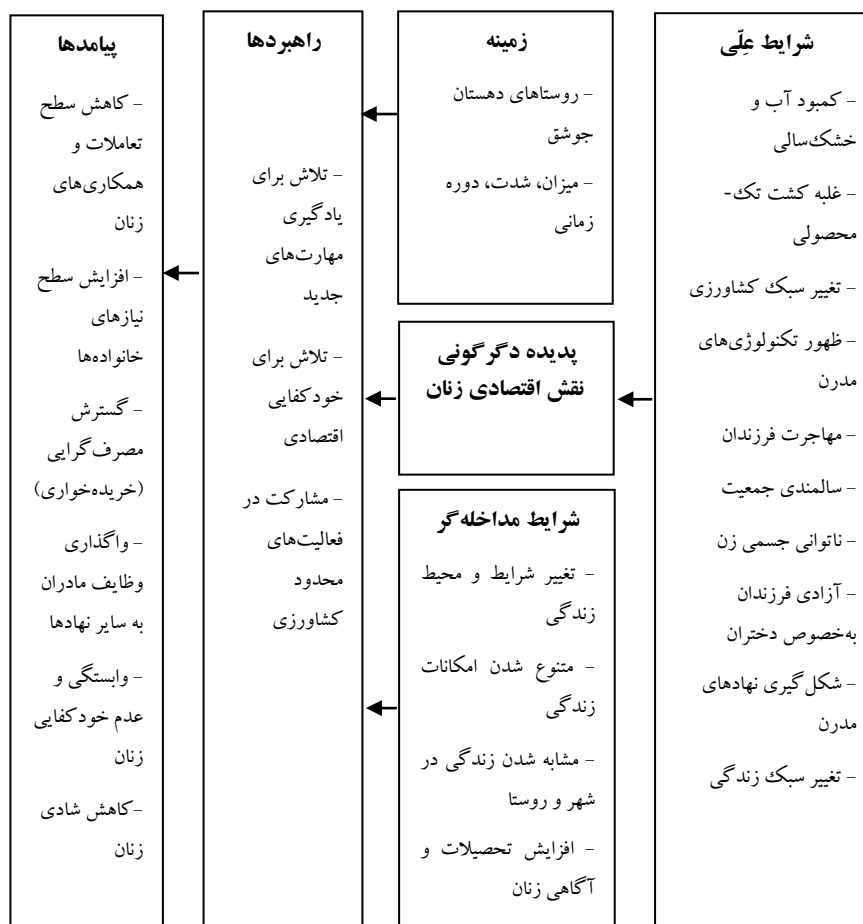 شرایط عِلّی
– کمبود آب و
خشک‌سالی
– غلبه کشت تک-
محصولی
– تغییر سبک کشاورزی
– ظهور تکنولوژی‌های
مدرن
– مهاجرت فرزندان
– سالمندی جمعیت
– ناتوانی جسمی زن
– آزادی فرزندان
به‌خصوص دختران
– شکل‌گیری نهادهای
مدرن
– تغییر سبک زندگی
زمینه
– روستاهای دهستان
جوشق
– میزان، شدت، دوره
زمانی
پدیده دگرگونی
نقش اقتصادی زنان
شرایط مداخله‌گر
– تغییر شرایط و محیط
زندگی
– متنوع شدن امکانات
زندگی
– مشابه شدن زندگی در
شهر و روستا
– افزایش تحصیلات و
آگاهی زنان
راهبردها
– تلاش برای
یادگیری
مهارت‌های
جدید
– تلاش برای
خودکفایی
اقتصادی
– مشارکت در
فعالیت‌های
محدود
کشاورزی
پیامدها
– کاهش سطح
تعاملات و
همکاری‌های
زنان
– افزایش سطح
نیازهای
خانواده‌ها
– گسترش
مصرف‌گرایی
(خریده‌خواری)
– واگذاری
وظایف مادران
به سایر نهادها
– وابستگی و
عدم خودکفایی
زنان
–کاهش شادی
زنان